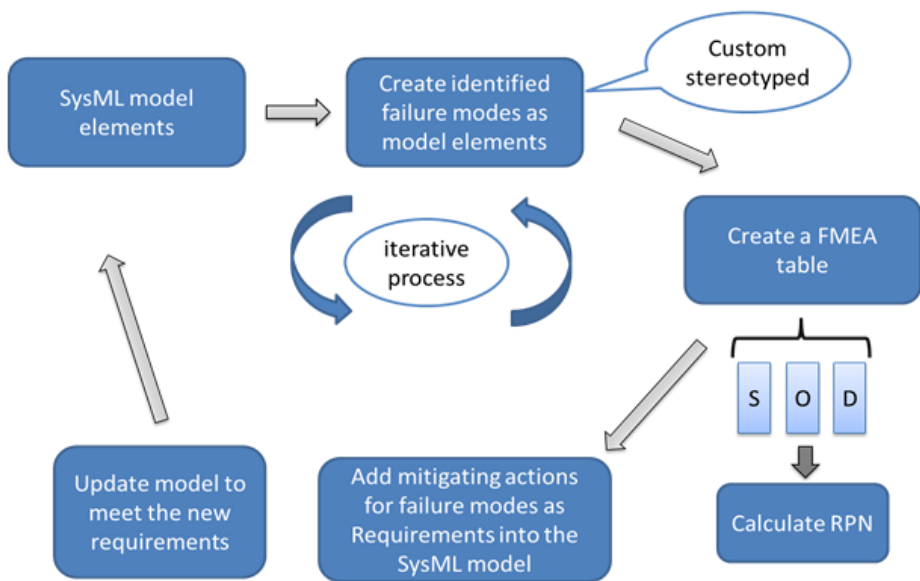 SysML model
elements
Create identified
failure modes as
model elements
Custom
stereotyped
iterative
process
Create a FMEA
table
S O D
Calculate RPN
Add mitigating actions
for failure modes as
Requirements into the
SysML model
Update model to
meet the new
requirements